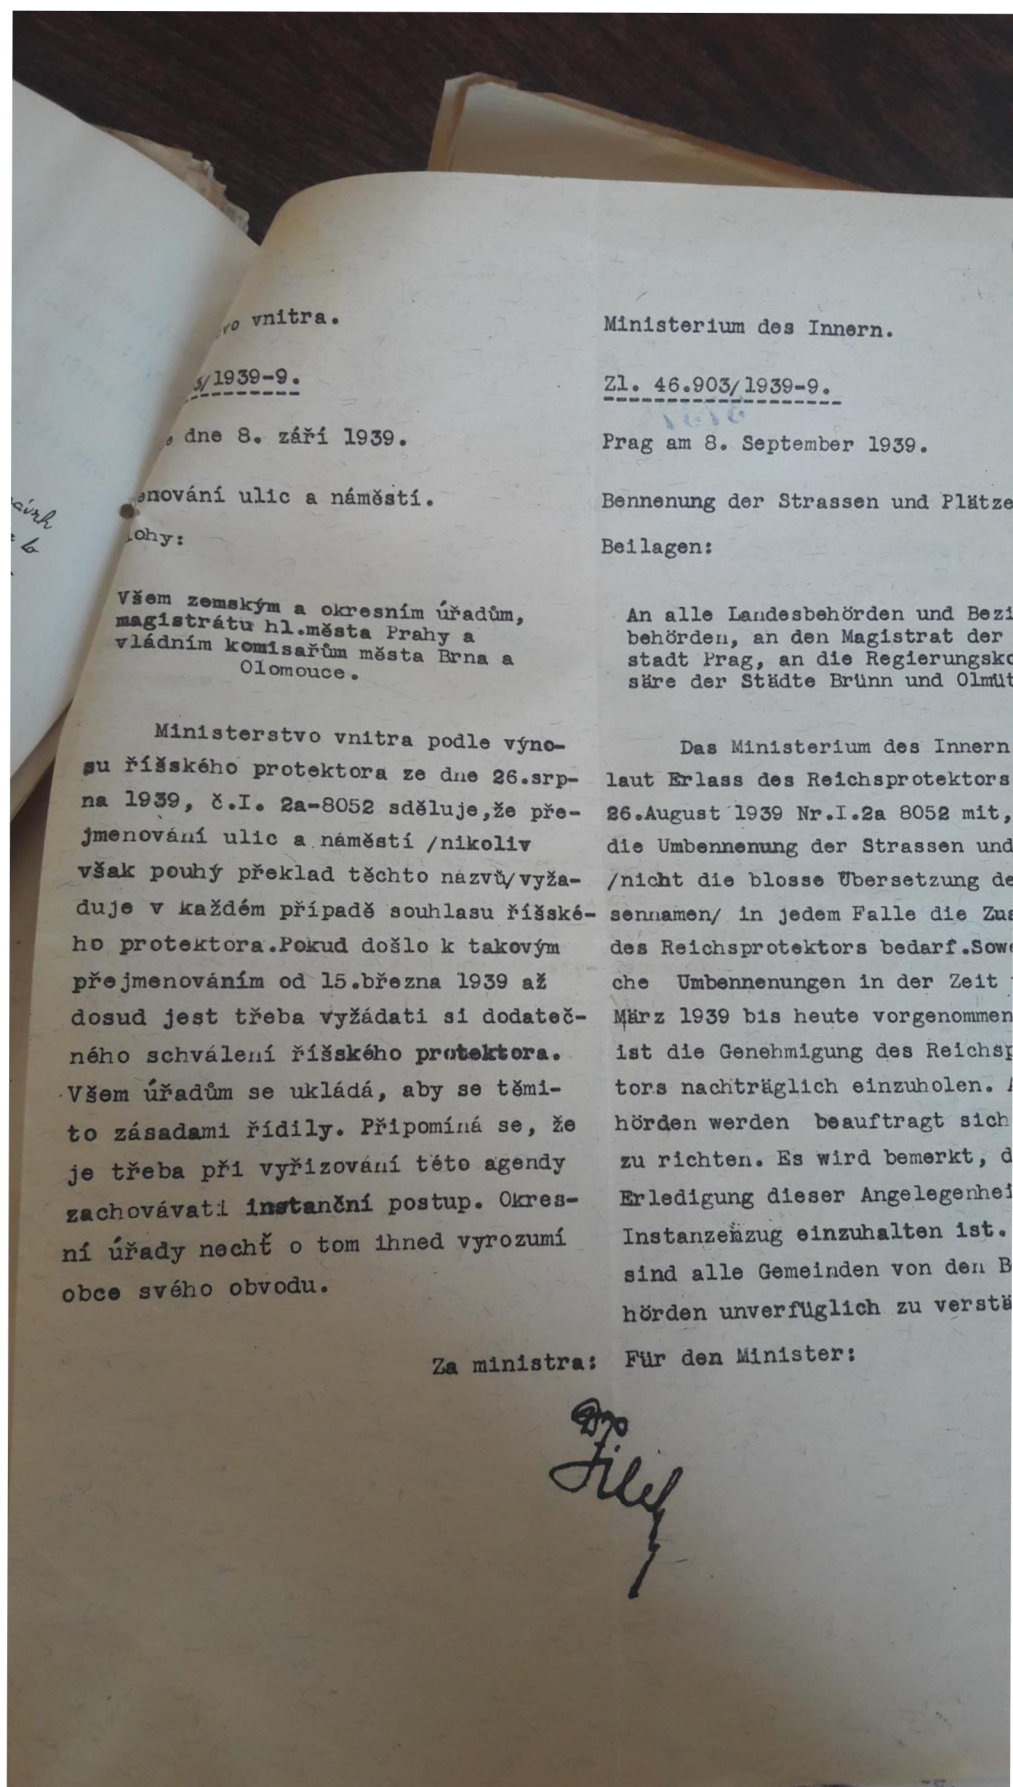 vnitra.
/1939-9.
dne 8. září 1939.
enování ulic a náměstí.
lohy:
Všem zemským a okresním úřadům,
magistrátu hl.města Prahy a
vládním komisařům města Brna a
Olomouce.
Ministerstvo vnitra podle výno-
su říšského protektora ze dne 26.srp-
na 1939, č.I. 2a-8052 sděluje,že pře-
jmenování ulic a náměstí /nikoliv
však pouhý překlad těchto názvů/vyža-
duje v každém případě souhlasu říšské-
ho protektora.Pokud došlo k takovým
přejmenováním od 15.března 1939 až
dosud jest třeba vyžádati si dodateč-
ného schválení říšského protektora.
Všem úřadům se ukládá, aby se těmi-
to zásadami řídily. Připomíná se, že
je třeba při vyřizování této agendy
zachovávati instanční postup. Okres-
ní úřady nechť o tom ihned vyrozumí
obce svého obvodu.
Za ministra:
Ministerium des Innern.
Zl. 46.903/1939-9.
Prag am 8. September 1939.
Bennenung der Strassen und Plätze
Beilagen:
An alle Landesbehörden und Bezi
behörden, an den Magistrat der
stadt Prag, an die Regierungsko
säre der Städte Brünn und Olmüt
Das Ministerium des Innern
laut Erlass des Reichsprotektors
26.August 1939 Nr.I.2a 8052 mit,
die Umbennenung der Strassen und
/nicht die blosse Übersetzung de
sennamen/ in jedem Falle die Zus
des Reichsprotektors bedarf.Sowe
che Umbennenungen in der Zeit
März 1939 bis heute vorgenommen
ist die Genehmigung des Reichsp
tors nachträglich einzuholen. A
hörden werden beauftragt sich
zu richten. Es wird bemerkt, d
Erledigung dieser Angelegenhei
Instanzenzug einzuhalten ist.
sind alle Gemeinden von den B
hörden unverfüglich zu verstä
Für den Minister: